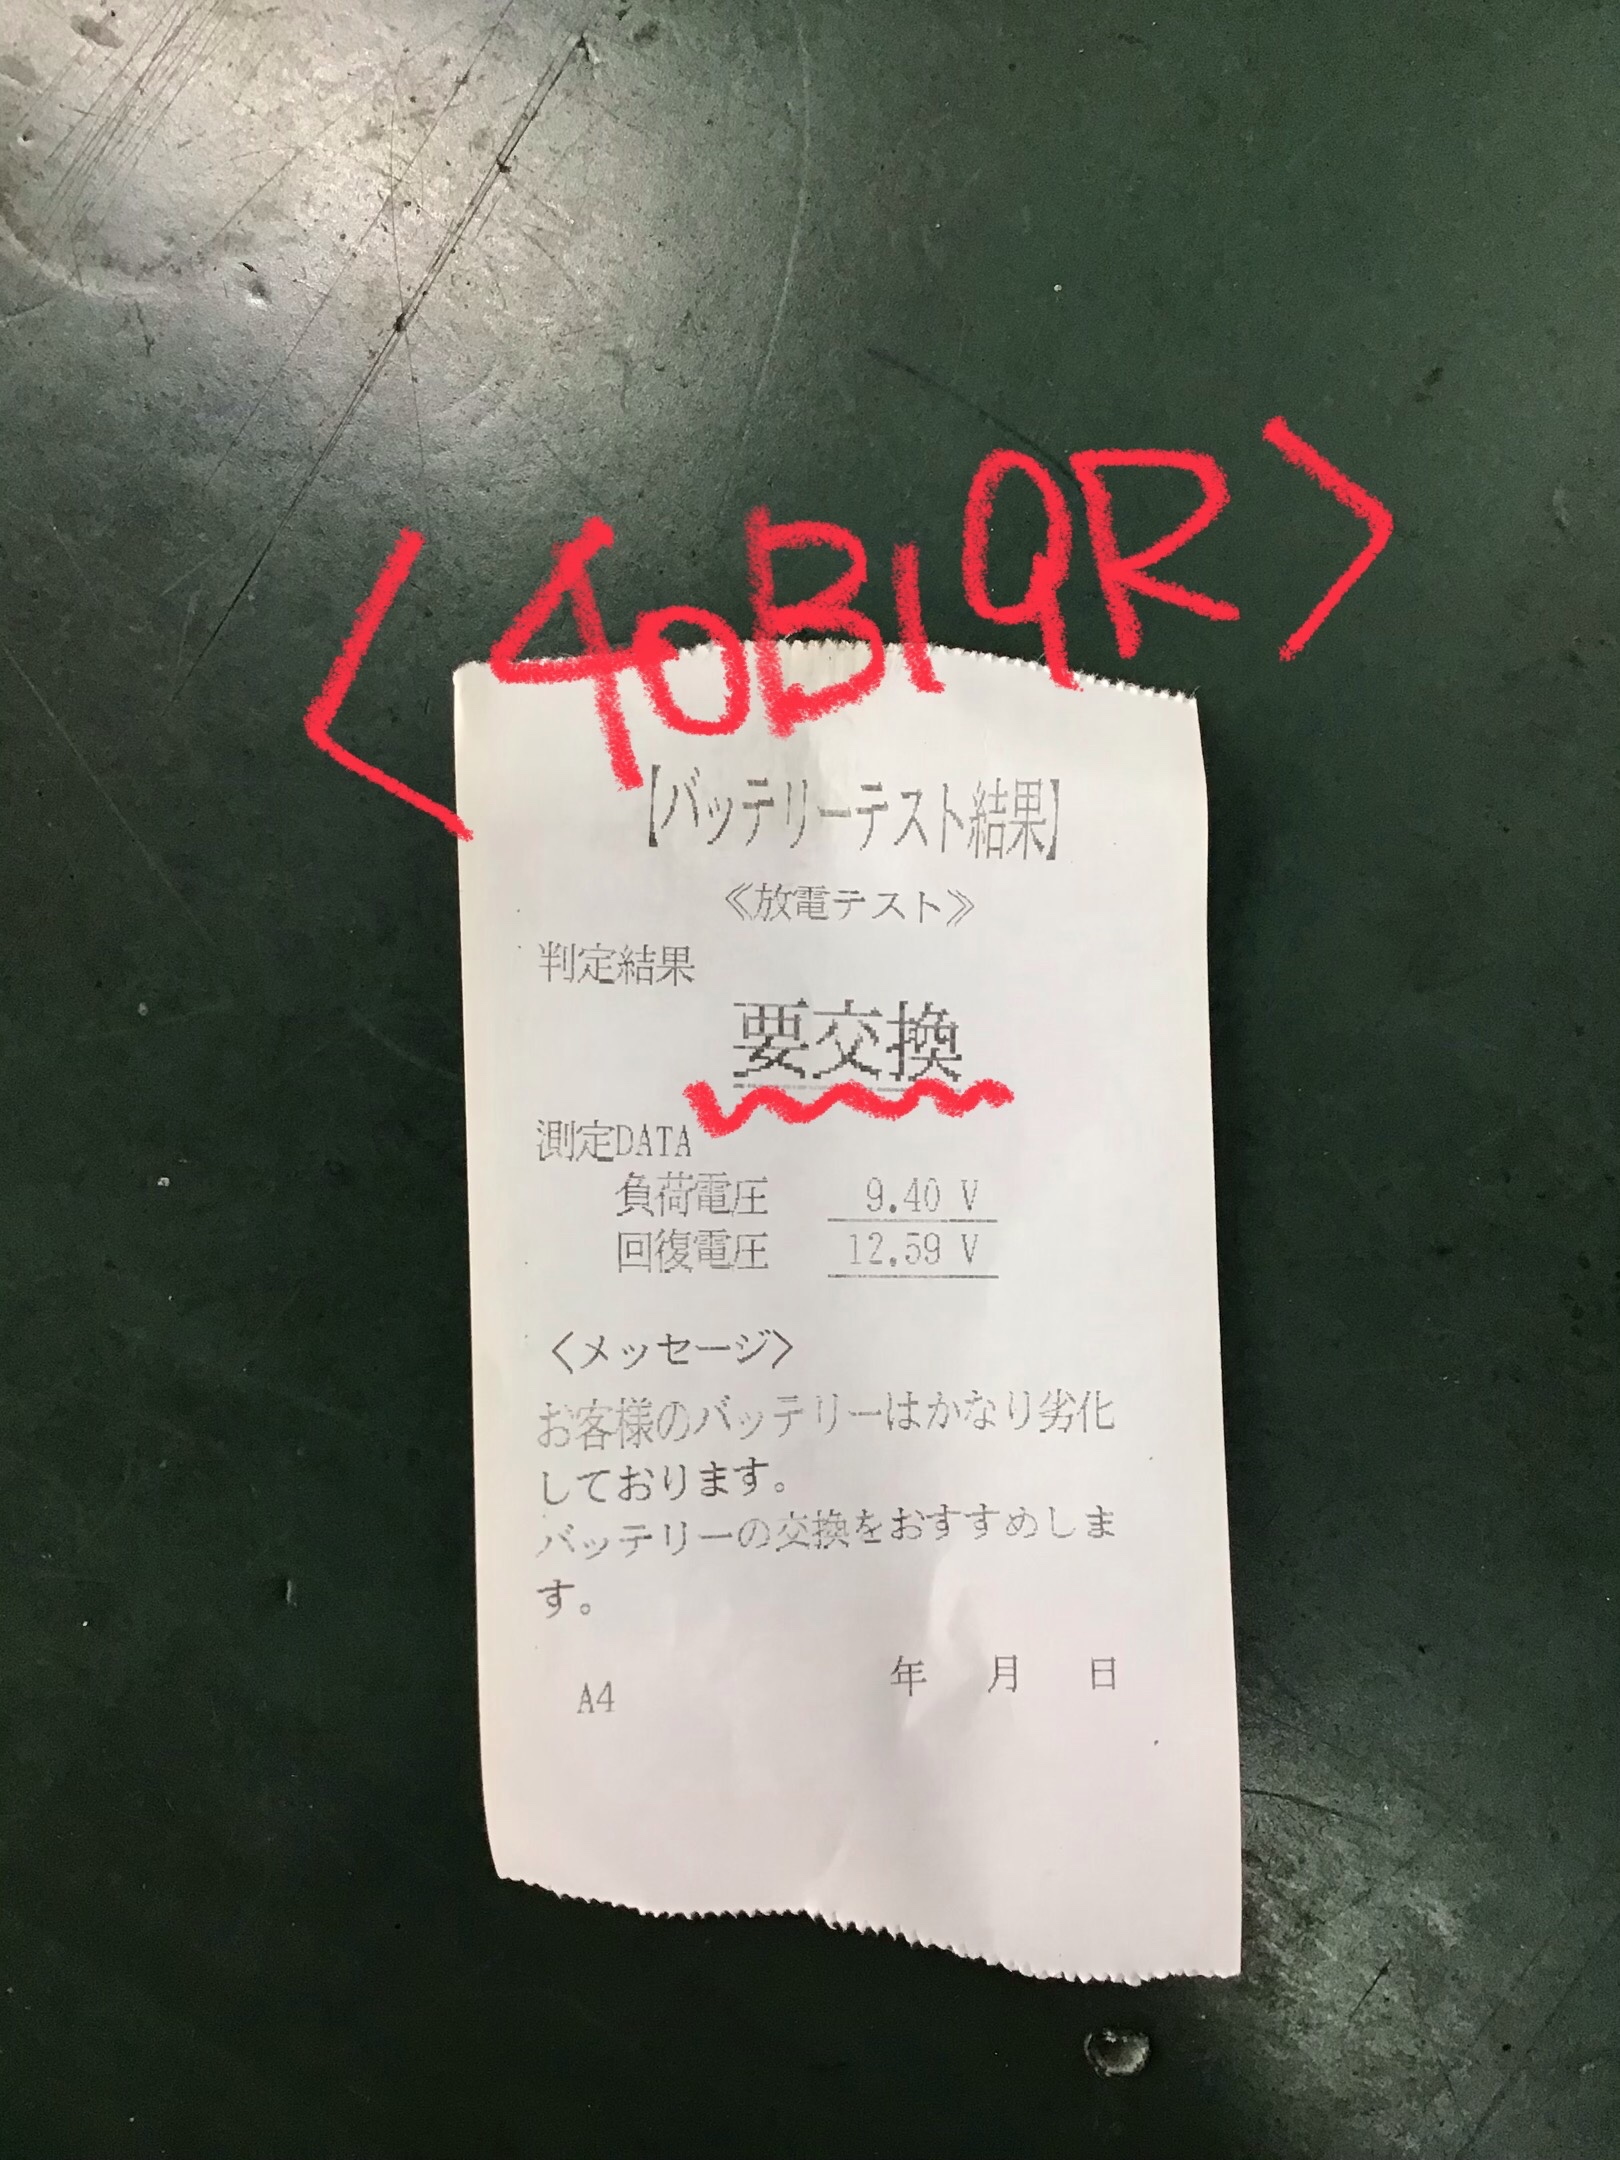 <40B19R>
【バッテリーテスト結果】
《放電テスト》
判定結果
要交換
測定DATA
負荷電圧 9.40 V
回復電圧 12.59 V
〈メッセージ〉
お客様のバッテリーはかなり劣化
しております。
バッテリーの交換をおすすめしま
す。
年 月 日
A4